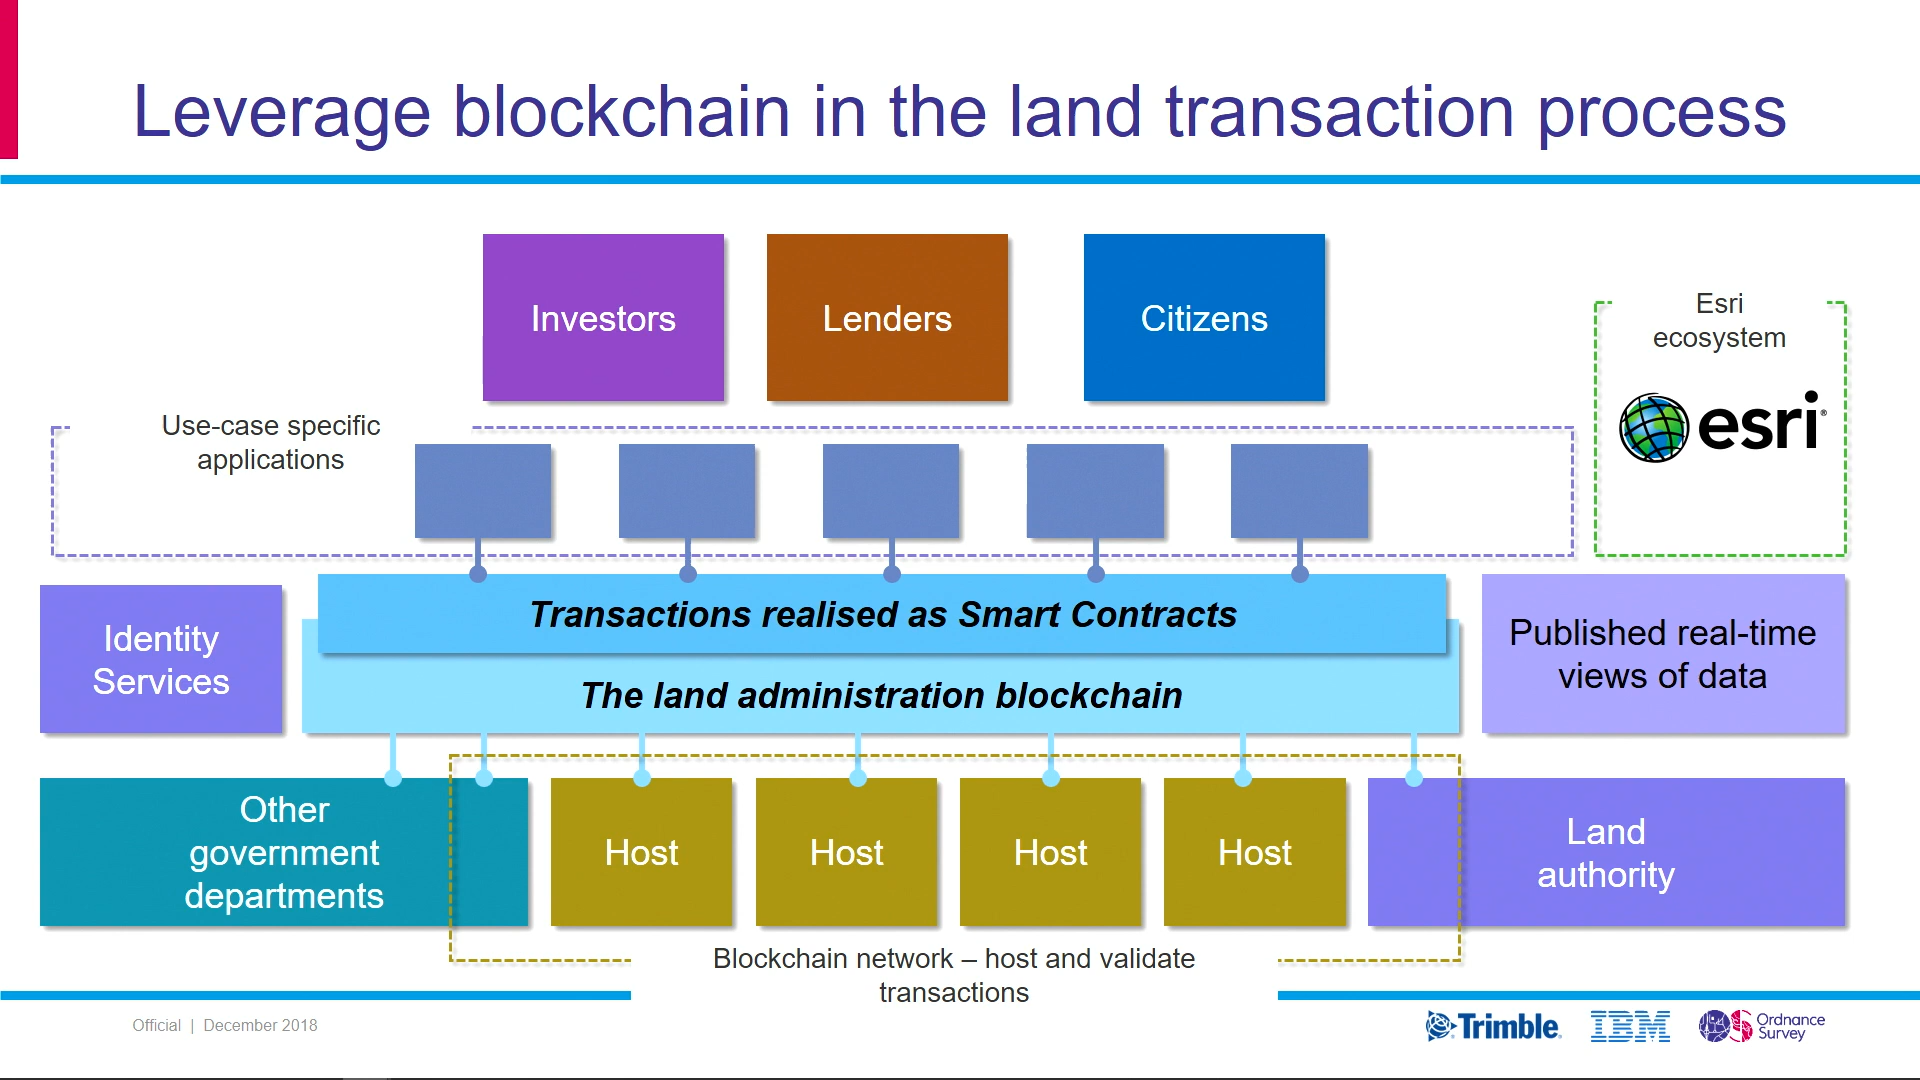 Leverage blockchain in the land transaction process
Investors
Lenders
Citizens
Esri
ecosystem
esri®
Use-case specific
applications
Transactions realised as Smart Contracts
Identity
Services
The land administration blockchain
Published real-time
views of data
Other
government
departments
Host
Host
Host
Host
Land
authority
Blockchain network – host and validate
transactions
Official | December 2018
Trimble
IBM
OS Ordnance
Survey